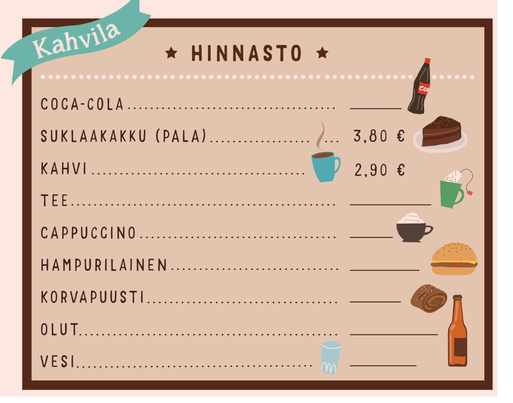 Kahvila
★ HINNASTO ★
COCA-COLA
SUKLAAKAKKU (PALA) 3,80 €
KAHVI 2,90 €
TEE
CAPPUCCINO
HAMPURILAINEN
KORVAPUUSTI
OLUT
VESI